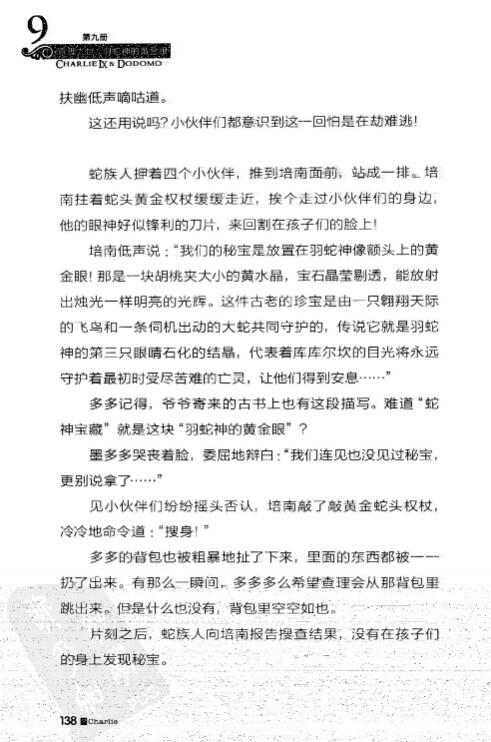 9
第九册
查理九世 羽蛇神的黄金眼
CHARLIE IX & DODOMO
扶幽低声嘀咕道。
这还用说吗？小伙伴们都意识到这一回怕是在劫难逃！
蛇族人押着四个小伙伴，推到培南面前，站成一排。培
南拄着蛇头黄金权杖缓缓走近，挨个走过小伙伴们的身边，
他的眼神好似锋利的刀片，来回割在孩子们的脸上！
培南低声说：“我们的秘宝是放置在羽蛇神像额头上的黄
金眼！那是一块胡桃夹大小的黄水晶，宝石晶莹剔透，能放射
出烛光一样明亮的光辉。这件古老的珍宝是由一只翱翔天际
的飞鸟和一条伺机出动的大蛇共同守护的，传说它就是羽蛇
神的第三只眼睛石化的结晶，代表着库库尔坎的目光将永远
守护着最初时受尽苦难的亡灵，让他们得到安息……”
多多记得，爷爷寄来的古书上也有这段描写。难道“蛇
神宝藏”就是这块“羽蛇神的黄金眼”？
墨多多哭丧着脸，委屈地辩白：“我们连见也没见过秘宝，
更别说拿了……”
见小伙伴们纷纷摇头否认，培南敲了敲黄金蛇头权杖，
冷冷地命令道：“搜身！”
多多的背包也被粗暴地扯了下来，里面的东西都被一一
扔了出来。有那么一瞬间，多多多么希望查理会从那背包里
跳出来。但是什么也没有，背包里空空如也。
片刻之后，蛇族人向培南报告搜查结果，没有在孩子们
的身上发现秘宝。
138 Charlie